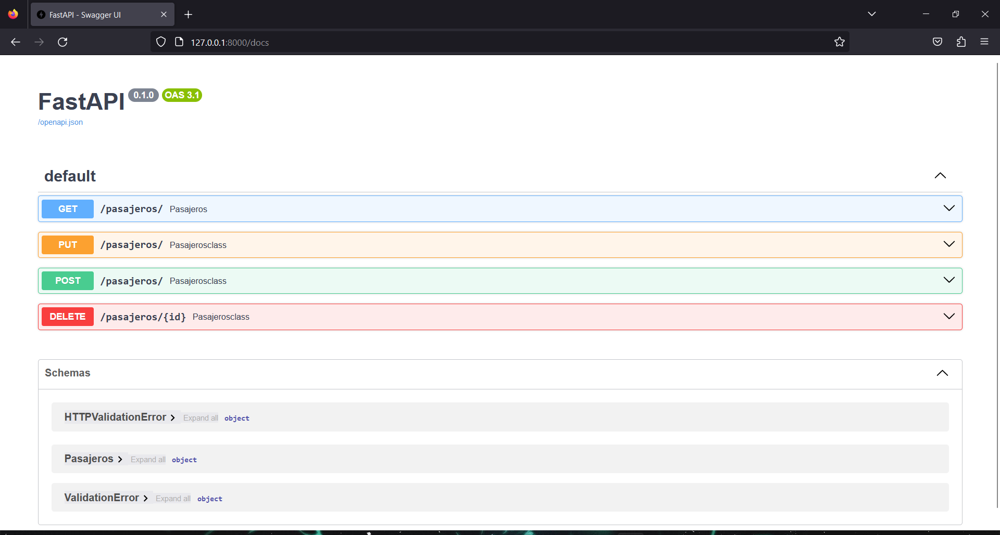 FastAPI - Swagger UI
127.0.0.1:8000/docs
FastAPI 0.1.0 OAS 3.1
/openapi.json
default
GET /pasajeros/ Pasajeros
PUT /pasajeros/ Pasajerosclass
POST /pasajeros/ Pasajerosclass
DELETE /pasajeros/{id} Pasajerosclass
Schemas
HTTPValidationError Expand all object
Pasajeros Expand all object
ValidationError Expand all object